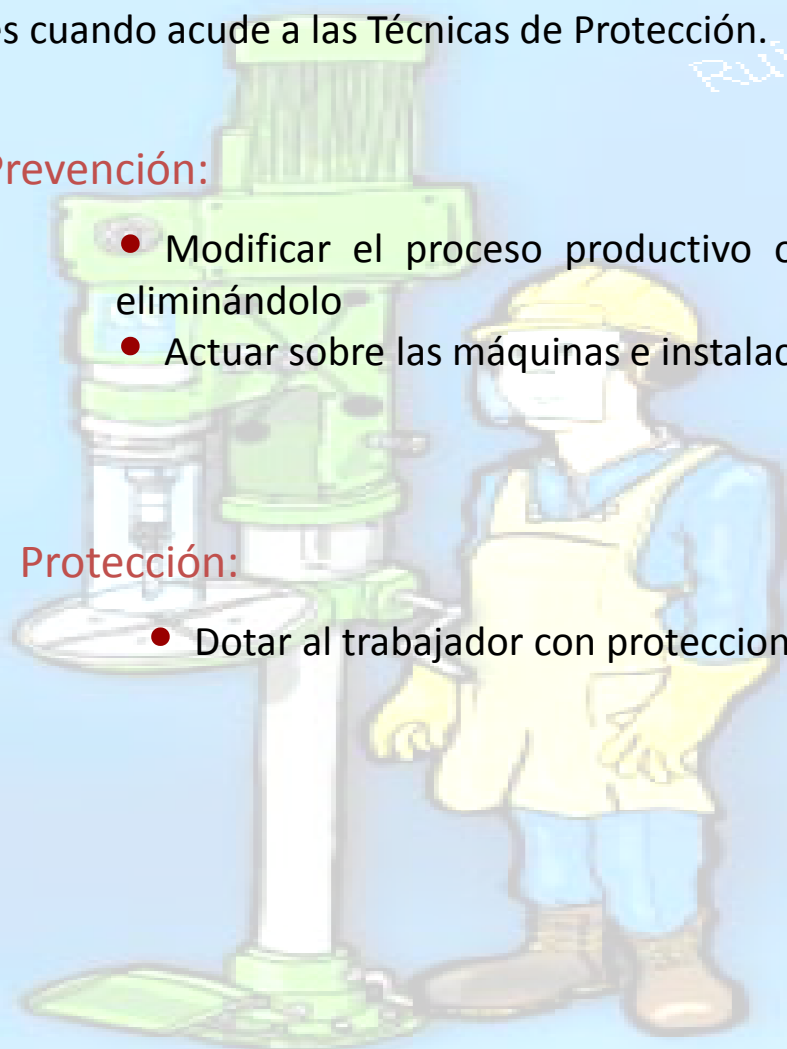 es cuando acude a las Técnicas de Protección.
Prevención:
• Modificar el proceso productivo
eliminándolo
• Actuar sobre las máquinas e instalac
Protección:
• Dotar al trabajador con proteccion